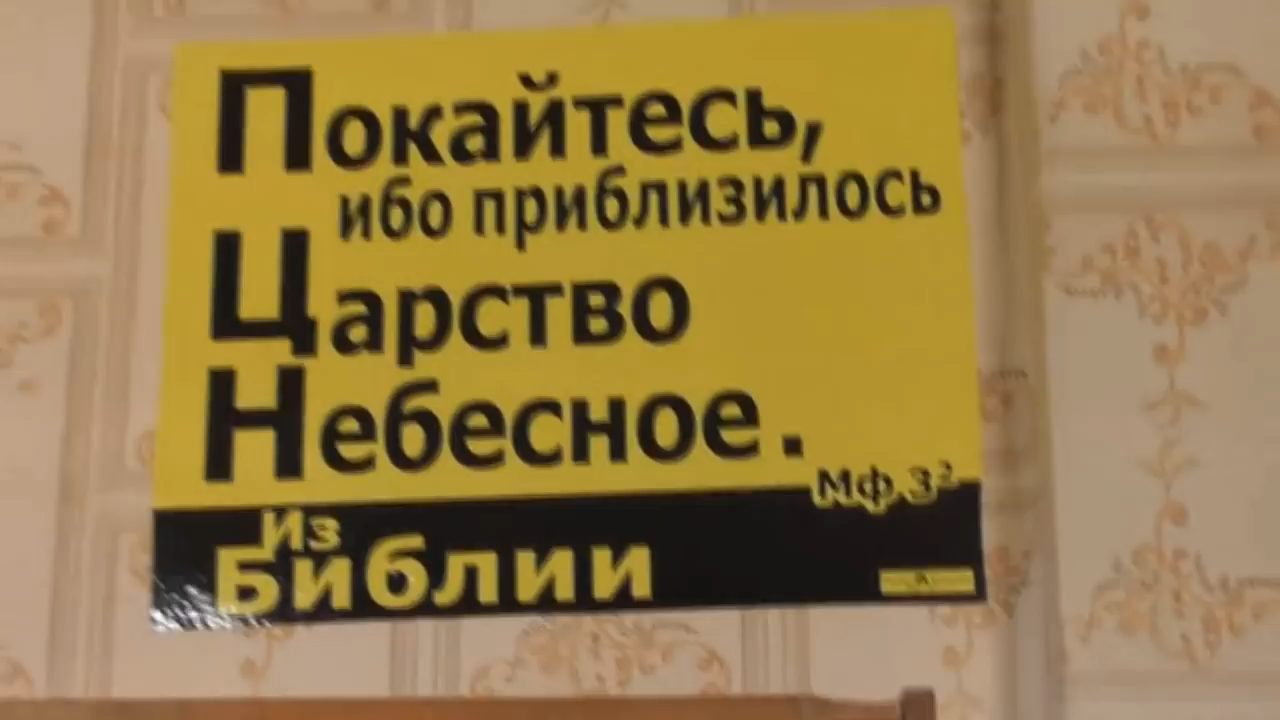 Покайтесь,
ибо приблизилось
Царство
Небесное.
Мф. 3²
Из
Библии